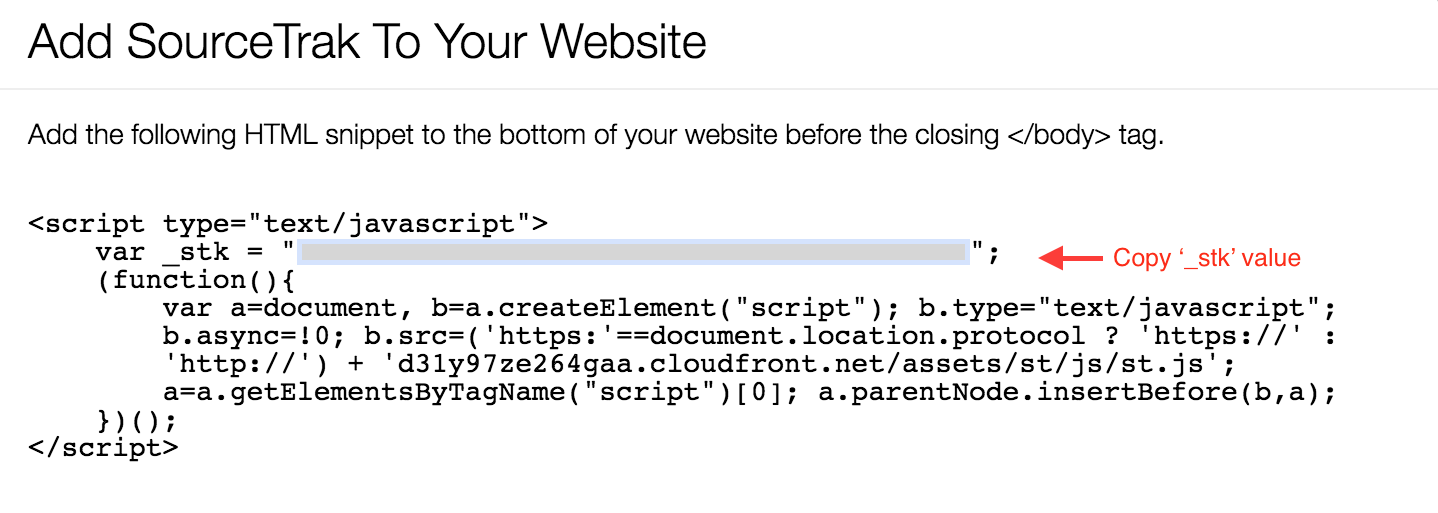 Add SourceTrak To Your Website
Add the following HTML snippet to the bottom of your website before the closing </body> tag.
<script type="text/javascript">
var _stk = "";
Copy ‘_stk’ value
(function(){
var a=document, b=a.createElement("script"); b.type="text/javascript";
b.async=!0; b.src=('https:'==document.location.protocol ? 'https://' :
'http://') + 'd31y97ze264gaa.cloudfront.net/assets/st/js/st.js';
a=a.getElementsByTagName("script")[0]; a.parentNode.insertBefore(b,a);
})();
</script>